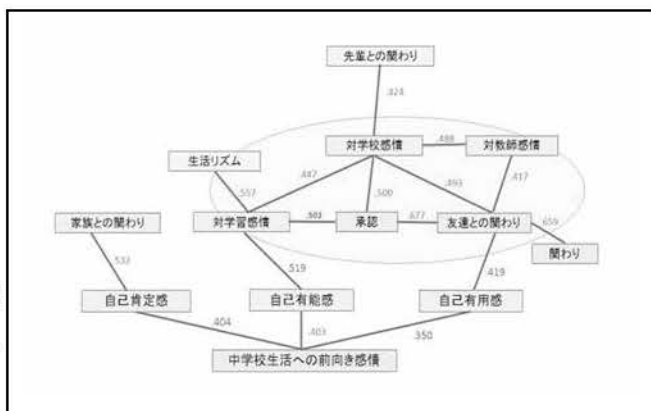 先輩との関わり
.424
対学校感情
.488
対教師感情
生活リズム
.447
.493
.417
.557
.500
家族との関わり
対学習感情
.503
承認
.677
友達との関わり
.659
関わり
.532
.519
.419
自己肯定感
自己有能感
自己有用感
.404
.403
.350
中学校生活への前向き感情